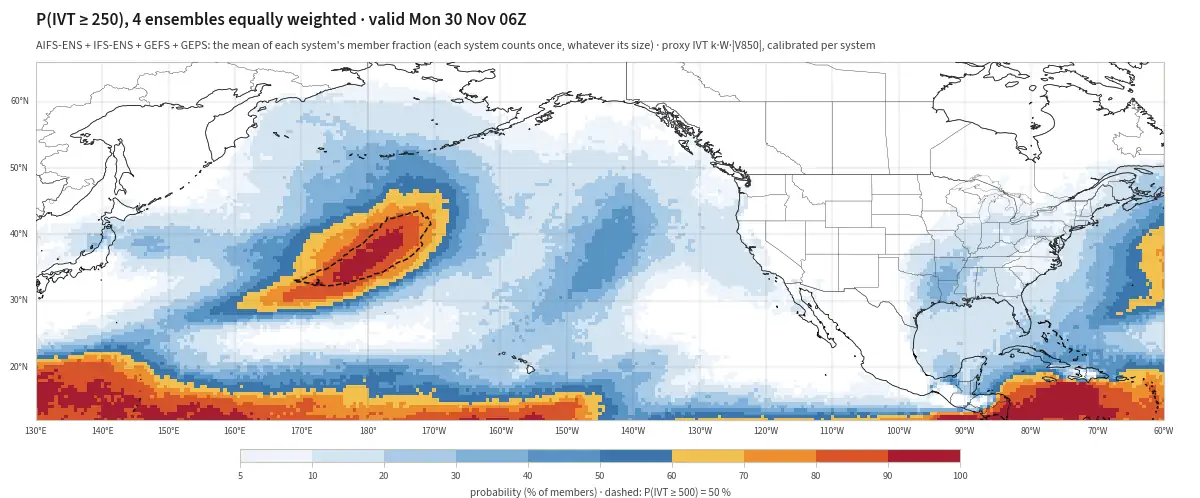 P(IVT ≥ 250), 4 ensembles equally weighted · valid Mon 30 Nov 06Z
AIFS-ENS + IFS-ENS + GEFS + GEPS: the mean of each system's member fraction (each system counts once, whatever its size) · proxy IVT k·W·|V850|, calibrated per system
60°N
50°N
40°N
30°N
20°N
130°E 140°E 150°E 160°E 170°E 180° 170°W 160°W 150°W 140°W 130°W 120°W 110°W 100°W 90°W 80°W 70°W 60°W
5 10 20 30 40 50 60 70 80 90 100
probability (% of members) · dashed: P(IVT ≥ 500) = 50 %